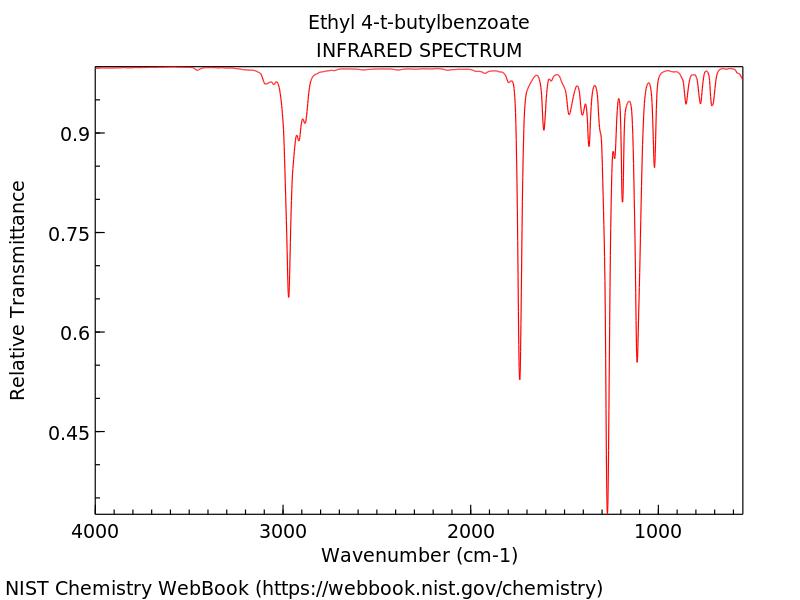 Ethyl 4-t-butylbenzoate
INFRARED SPECTRUM
Relative Transmittance
0.9
0.75
0.6
0.45
4000 3000 2000 1000
Wavenumber (cm-1)
NIST Chemistry WebBook (https://webbook.nist.gov/chemistry)